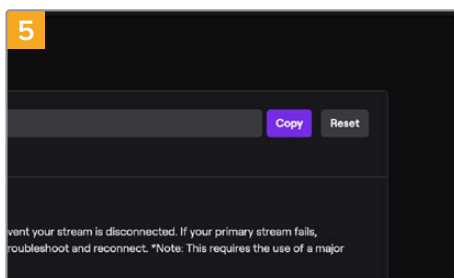 5
Copy Reset
vent your stream is disconnected. If your primary stream fails,
roubleshoot and reconnect. *Note: This requires the use of a major